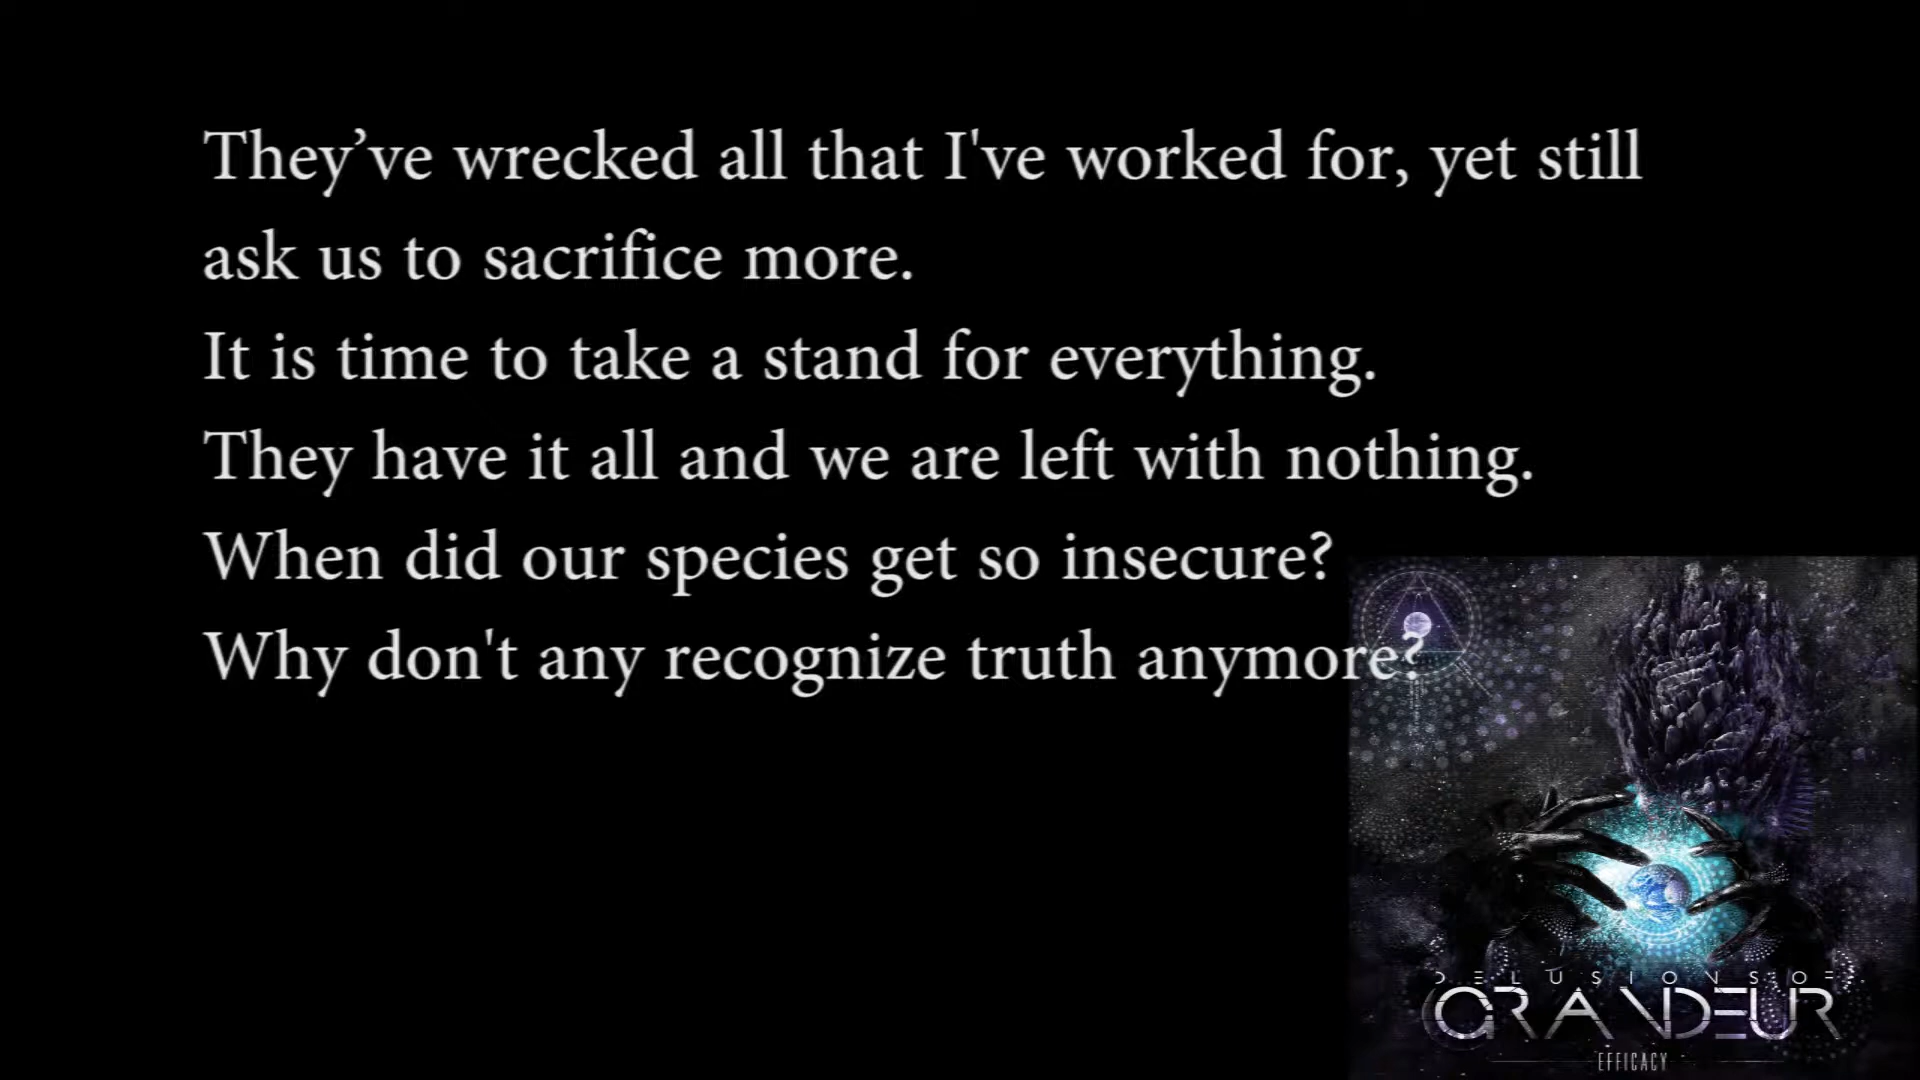 They’ve wrecked all that I've worked for, yet still
ask us to sacrifice more.
It is time to take a stand for everything.
They have it all and we are left with nothing.
When did our species get so insecure?
Why don't any recognize truth anymore?
DELUSIONS OF
GRANDEUR
EFFICACY